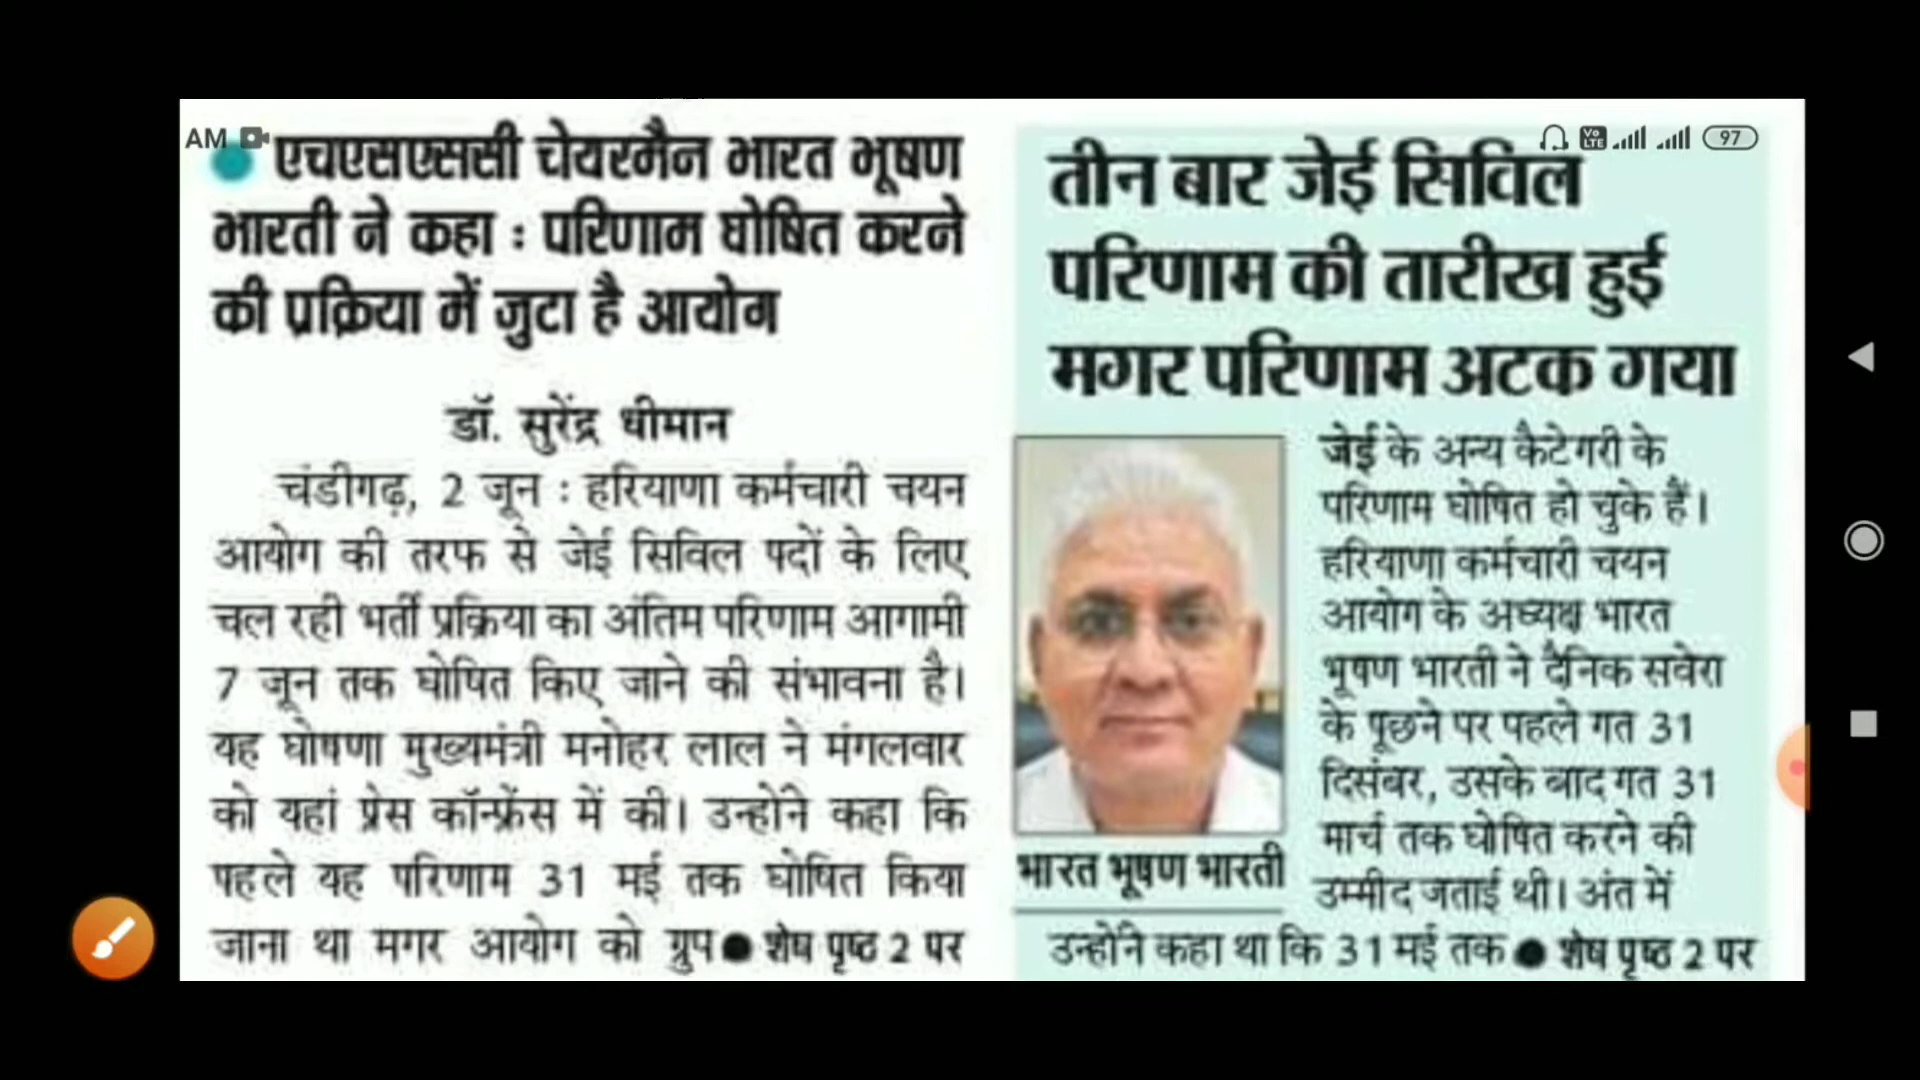 AM
97
एचएसएससी चेयरमैन भारत भूषण
भारती ने कहा : परिणाम घोषित करने
की प्रक्रिया में जुटा है आयोग
डॉ. सुरेंद्र धीमान
चंडीगढ़, 2 जून : हरियाणा कर्मचारी चयन
आयोग की तरफ से जेई सिविल पदों के लिए
चल रही भर्ती प्रक्रिया का अंतिम परिणाम आगामी
7 जून तक घोषित किए जाने की संभावना है।
यह घोषणा मुख्यमंत्री मनोहर लाल ने मंगलवार
को यहां प्रेस कॉन्फ्रेंस में की। उन्होंने कहा कि
पहले यह परिणाम 31 मई तक घोषित किया
जाना था मगर आयोग को ग्रुप ● शेष पृष्ठ 2 पर
तीन बार जेई सिविल
परिणाम की तारीख हुई
मगर परिणाम अटक गया
जेई के अन्य कैटेगरी के
परिणाम घोषित हो चुके हैं।
हरियाणा कर्मचारी चयन
आयोग के अध्यक्ष भारत
भूषण भारती ने दैनिक सवेरा
के पूछने पर पहले गत 31
दिसंबर, उसके बाद गत 31
मार्च तक घोषित करने की
उम्मीद जताई थी। अंत में
भारत भूषण भारती
उन्होंने कहा था कि 31 मई तक ● शेष पृष्ठ 2 पर